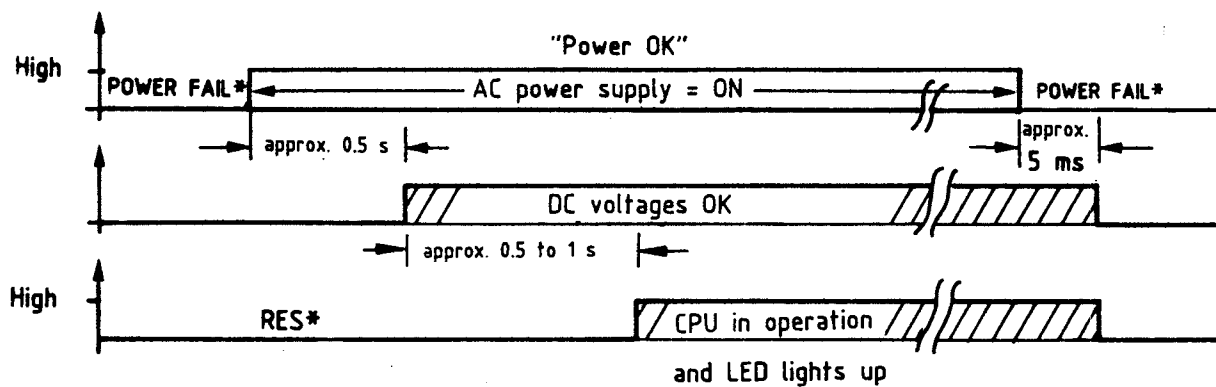 "Power OK"
High
POWER FAIL* AC power supply = ON POWER FAIL*
approx. 0.5 s
approx.
5 ms
DC voltages OK
approx. 0.5 to 1 s
High
RES* CPU in operation
and LED lights up